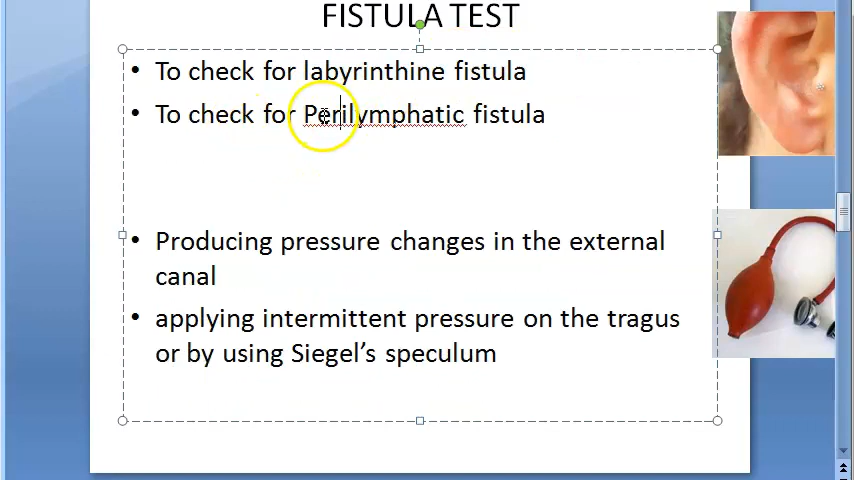 FISTULA TEST
• To check for labyrinthine fistula
• To check for Perilymphatic fistula
• Producing pressure changes in the external
canal
• applying intermittent pressure on the tragus
or by using Siegel’s speculum